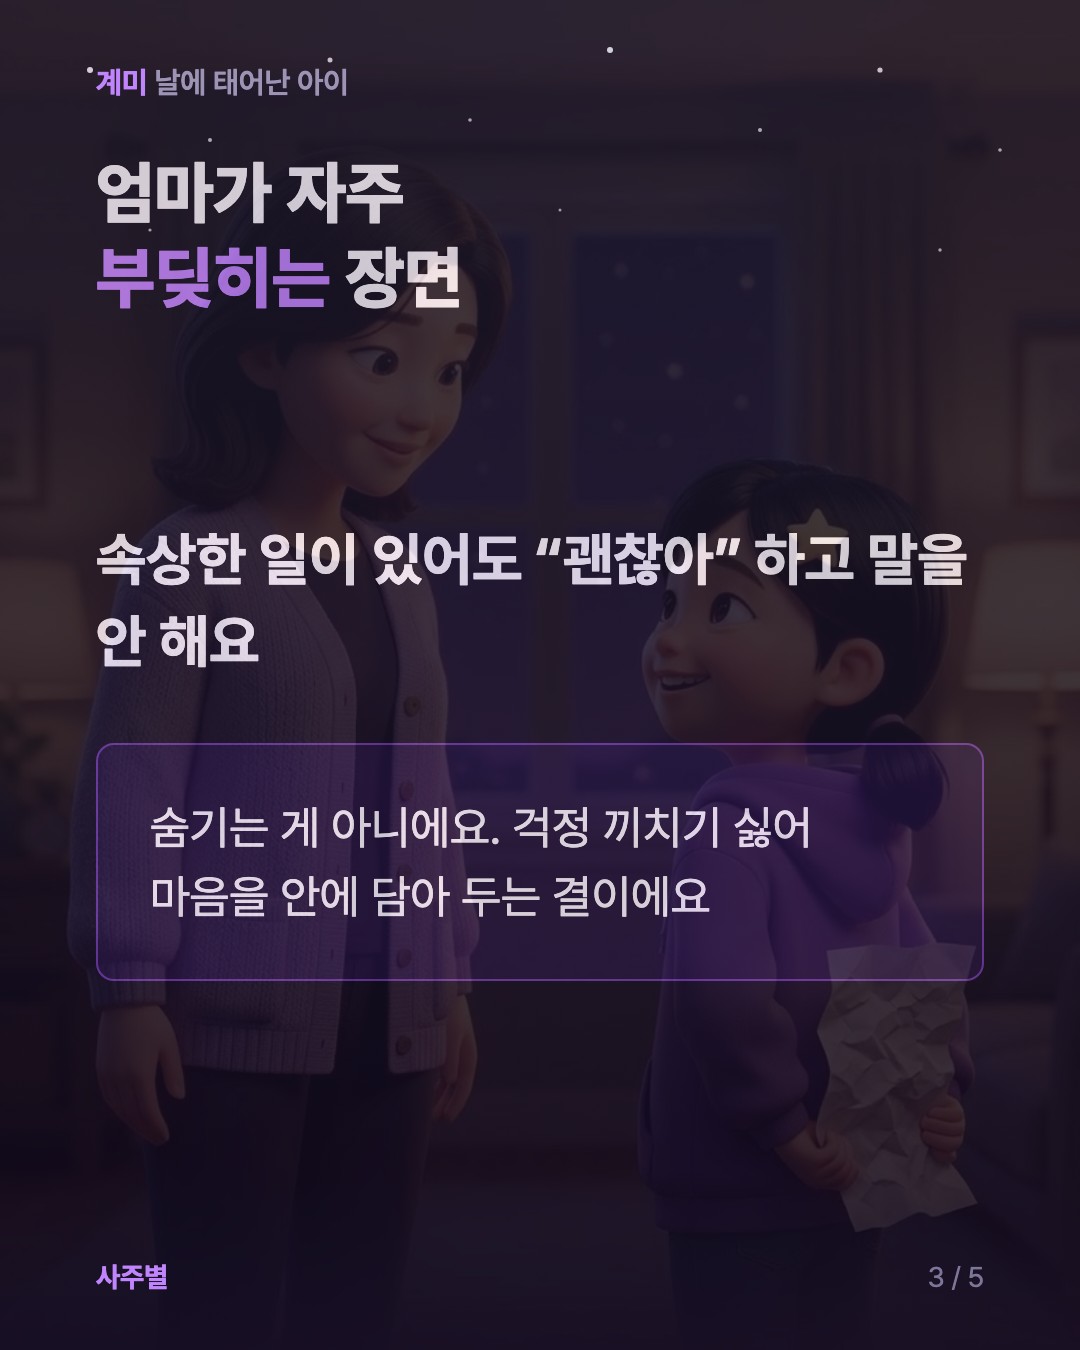 계미 날에 태어난 아이
엄마가 자주
부딪히는 장면
속상한 일이 있어도 “괜찮아” 하고 말을
안 해요
숨기는 게 아니에요. 걱정 끼치기 싫어
마음을 안에 담아 두는 결이에요
사주별
3 / 5